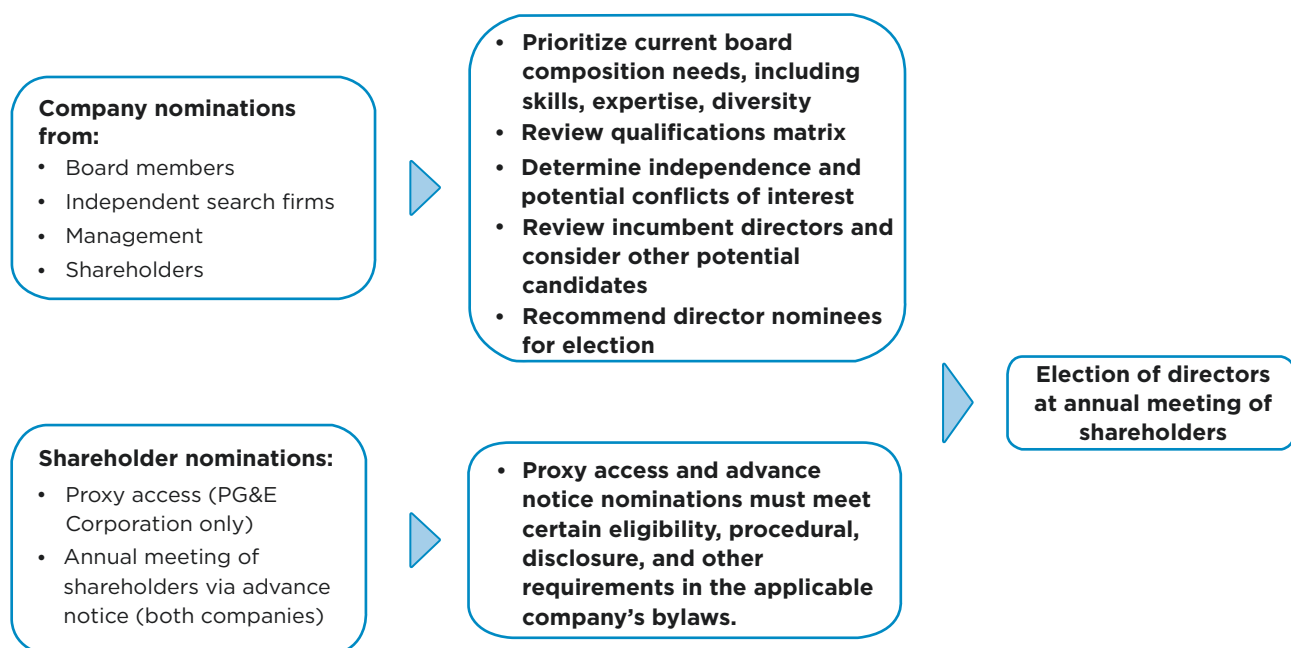 Company nominations
from:
• Board members
• Independent search firms
• Management
• Shareholders
• Prioritize current board
composition needs, including
skills, expertise, diversity
• Review qualifications matrix
• Determine independence and
potential conflicts of interest
• Review incumbent directors and
consider other potential
candidates
• Recommend director nominees
for election
Shareholder nominations:
• Proxy access (PG&E
Corporation only)
• Annual meeting of
shareholders via advance
notice (both companies)
• Proxy access and advance
notice nominations must meet
certain eligibility, procedural,
disclosure, and other
requirements in the applicable
company’s bylaws.
Election of directors
at annual meeting of
shareholders